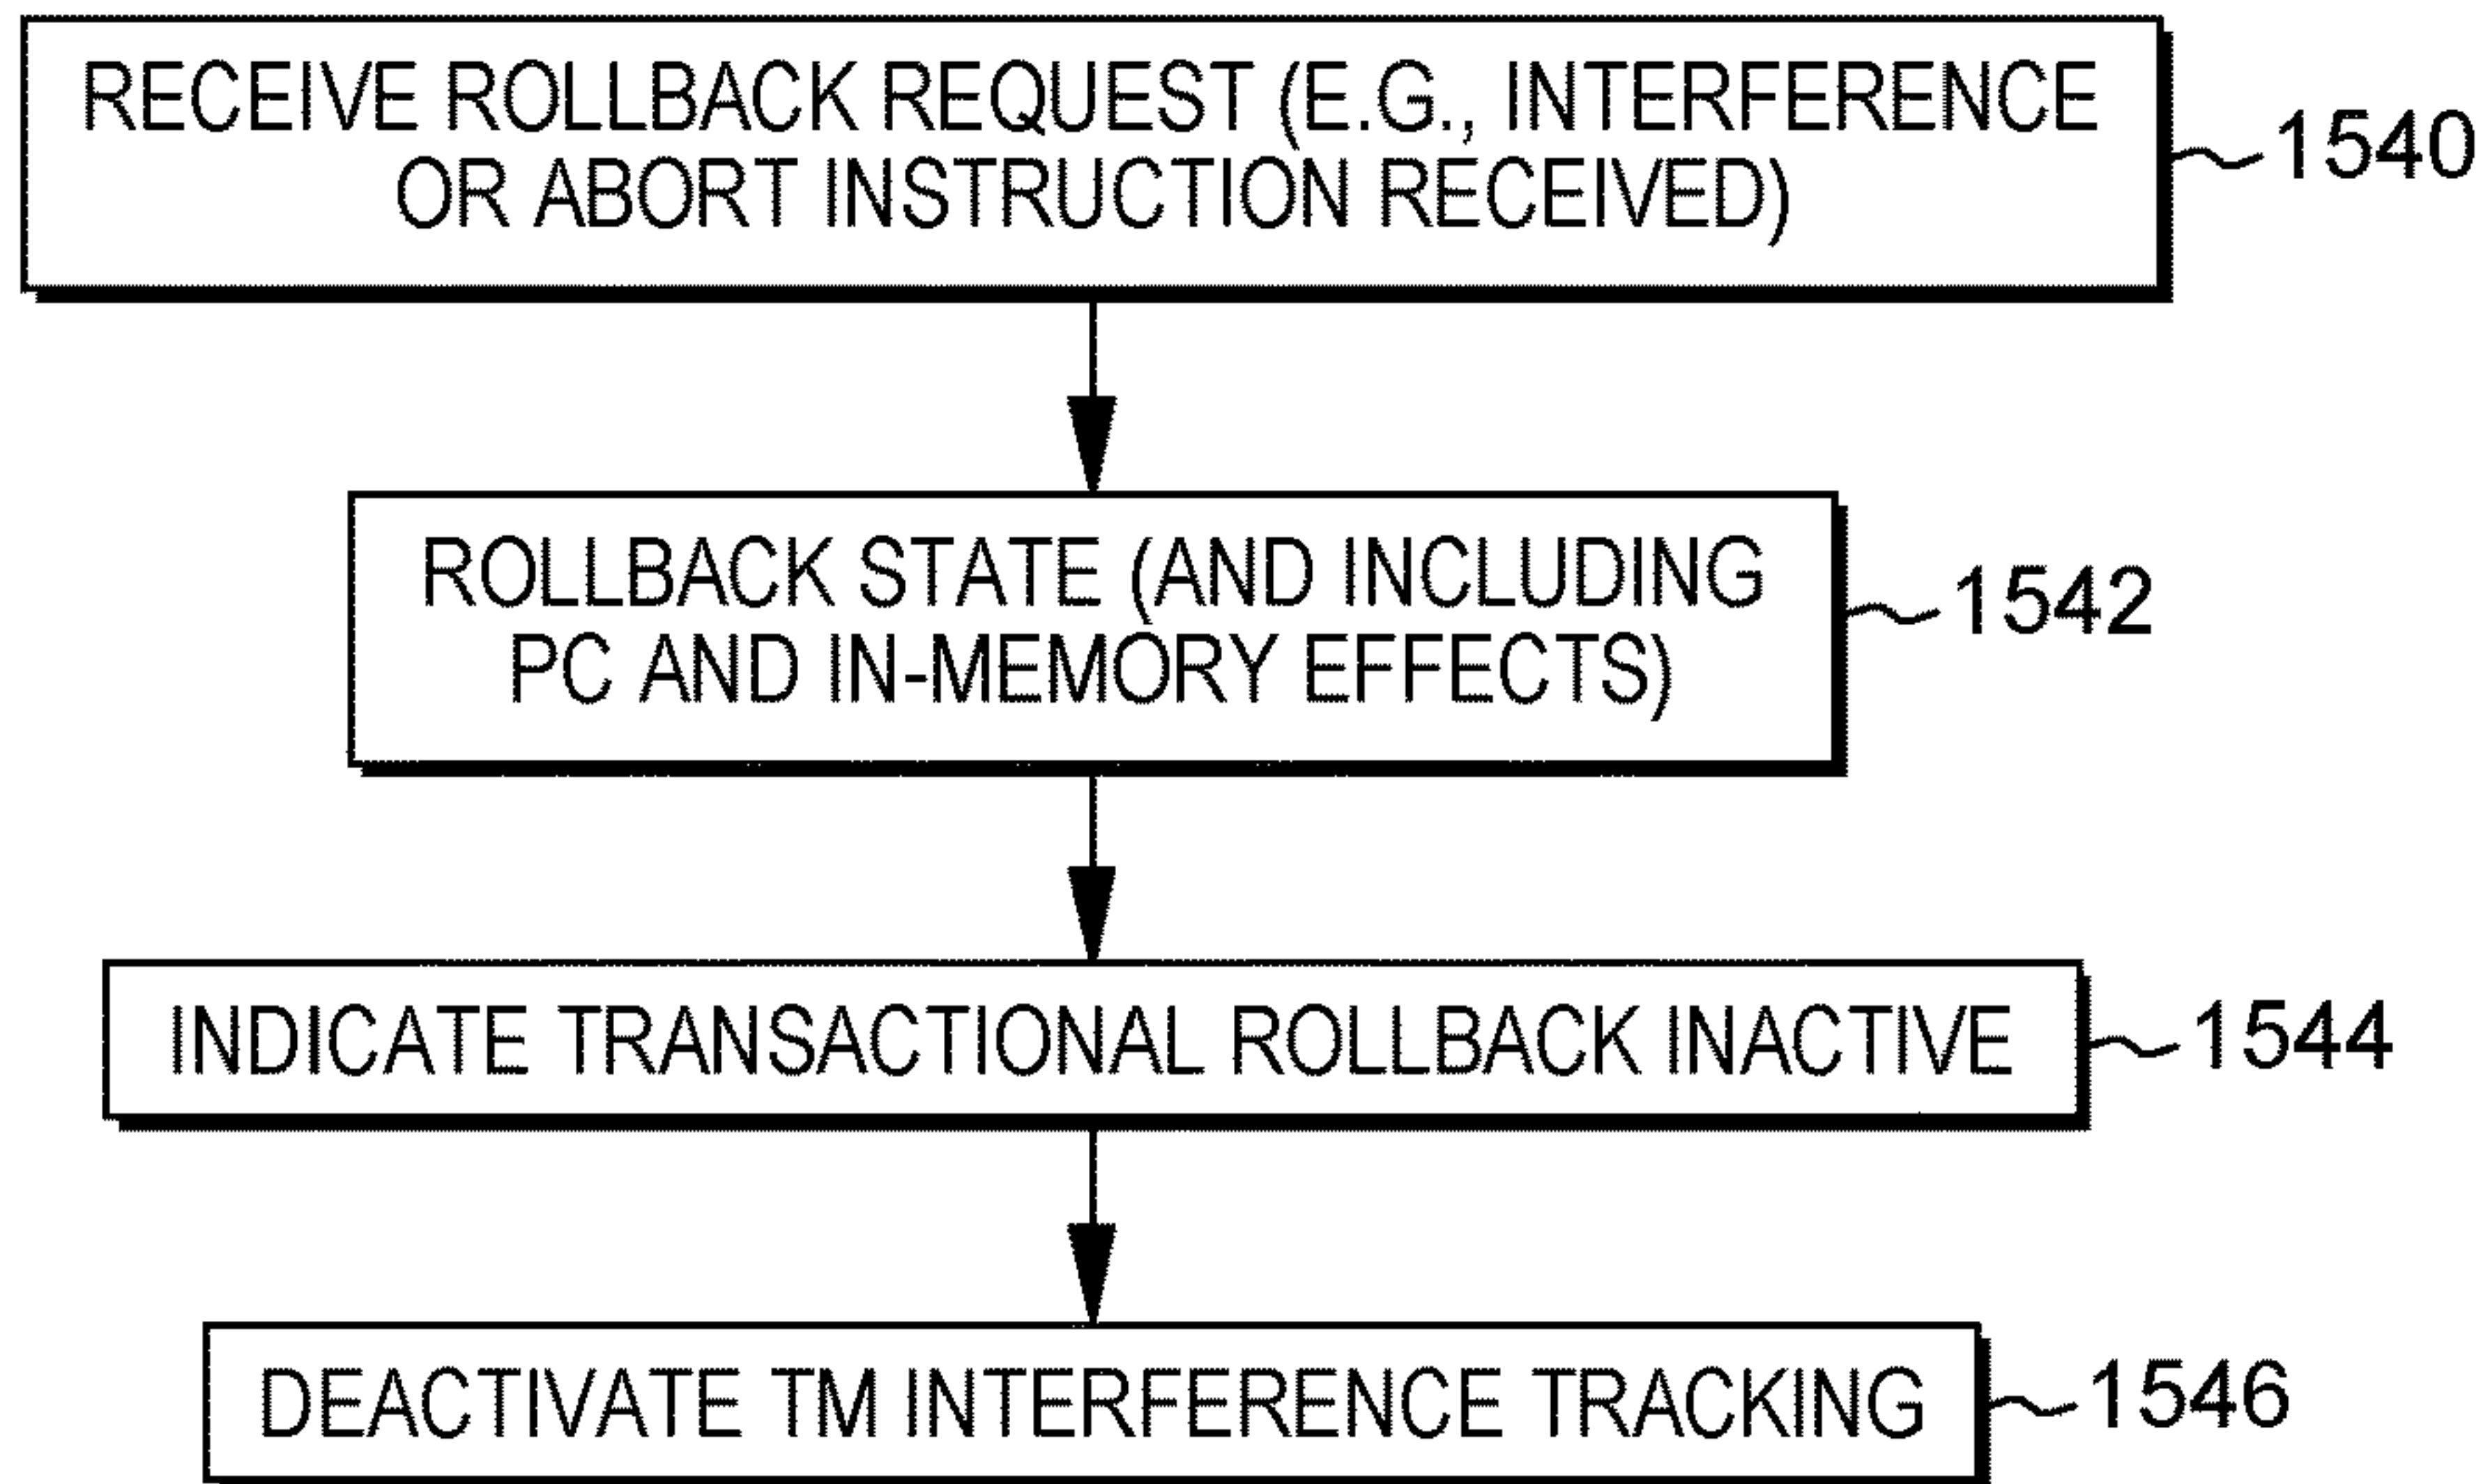 RECEIVE ROLLBACK REQUEST (E.G., INTERFERENCE
OR ABORT INSTRUCTION RECEIVED)
1540
ROLLBACK STATE (AND INCLUDING
PC AND IN-MEMORY EFFECTS)
1542
INDICATE TRANSACTIONAL ROLLBACK INACTIVE
1544
DEACTIVATE TM INTERFERENCE TRACKING
1546